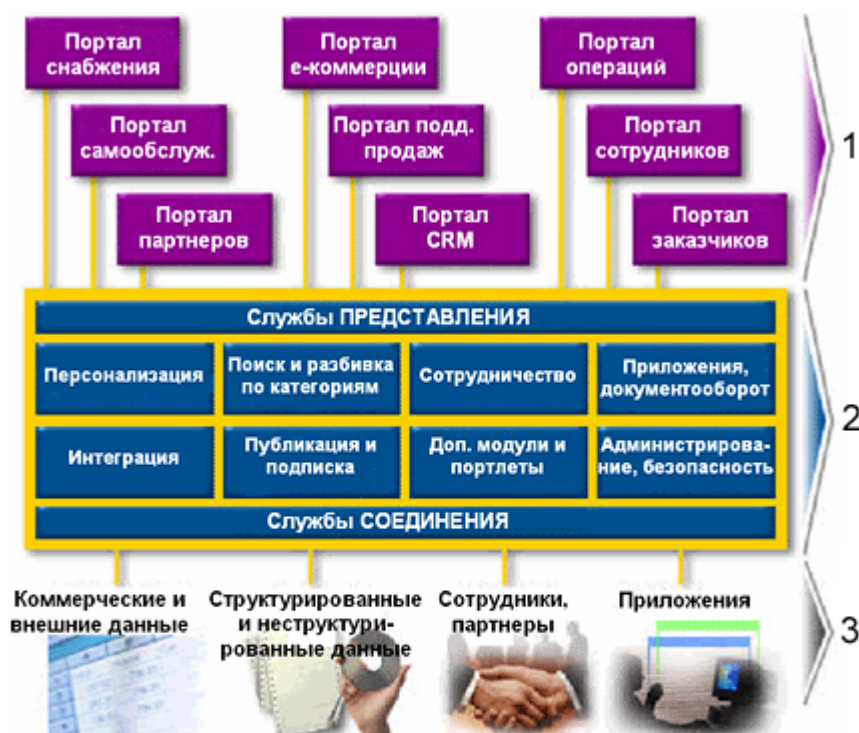 Портал
снабжения
Портал
е-коммерции
Портал
операций
Портал
самообслуж.
Портал подд.
продаж
Портал
сотрудников
1
Портал
партнеров
Портал
CRM
Портал
заказчиков
Службы ПРЕДСТАВЛЕНИЯ
Персонализация
Поиск и разбивка
по категориям
Сотрудничество
Приложения,
документооборот
2
Интеграция
Публикация и
подписка
Доп. модули и
портлеты
Администрирова-
ние, безопасность
Службы СОЕДИНЕНИЯ
Коммерческие и
внешние данные
Структурированные
и неструктури-
рованные данные
Сотрудники,
партнеры
Приложения
3